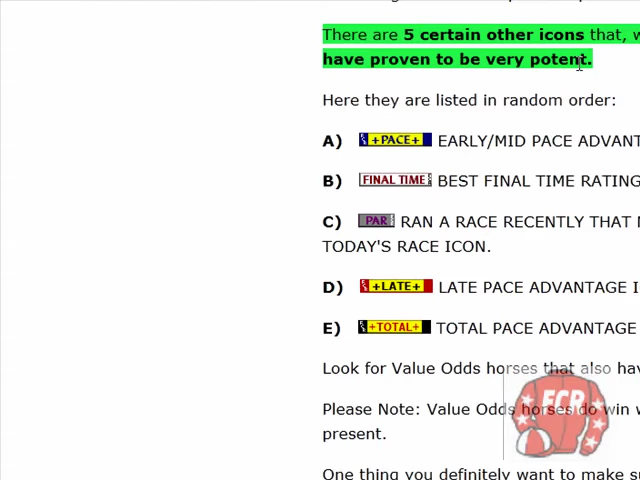 There are 5 certain other icons that, w
have proven to be very potent.
Here they are listed in random order:
A) +PACE+ EARLY/MID PACE ADVANT
B) FINAL TIME BEST FINAL TIME RATING
C) PAR RAN A RACE RECENTLY THAT
TODAY'S RACE ICON.
D) +LATE+ LATE PACE ADVANTAGE I
E) +TOTAL+ TOTAL PACE ADVANTAGE
Look for Value Odds horses that also ha
Please Note: Value Odds horses do win w
present.
One thing you definitely want to make su
FCR